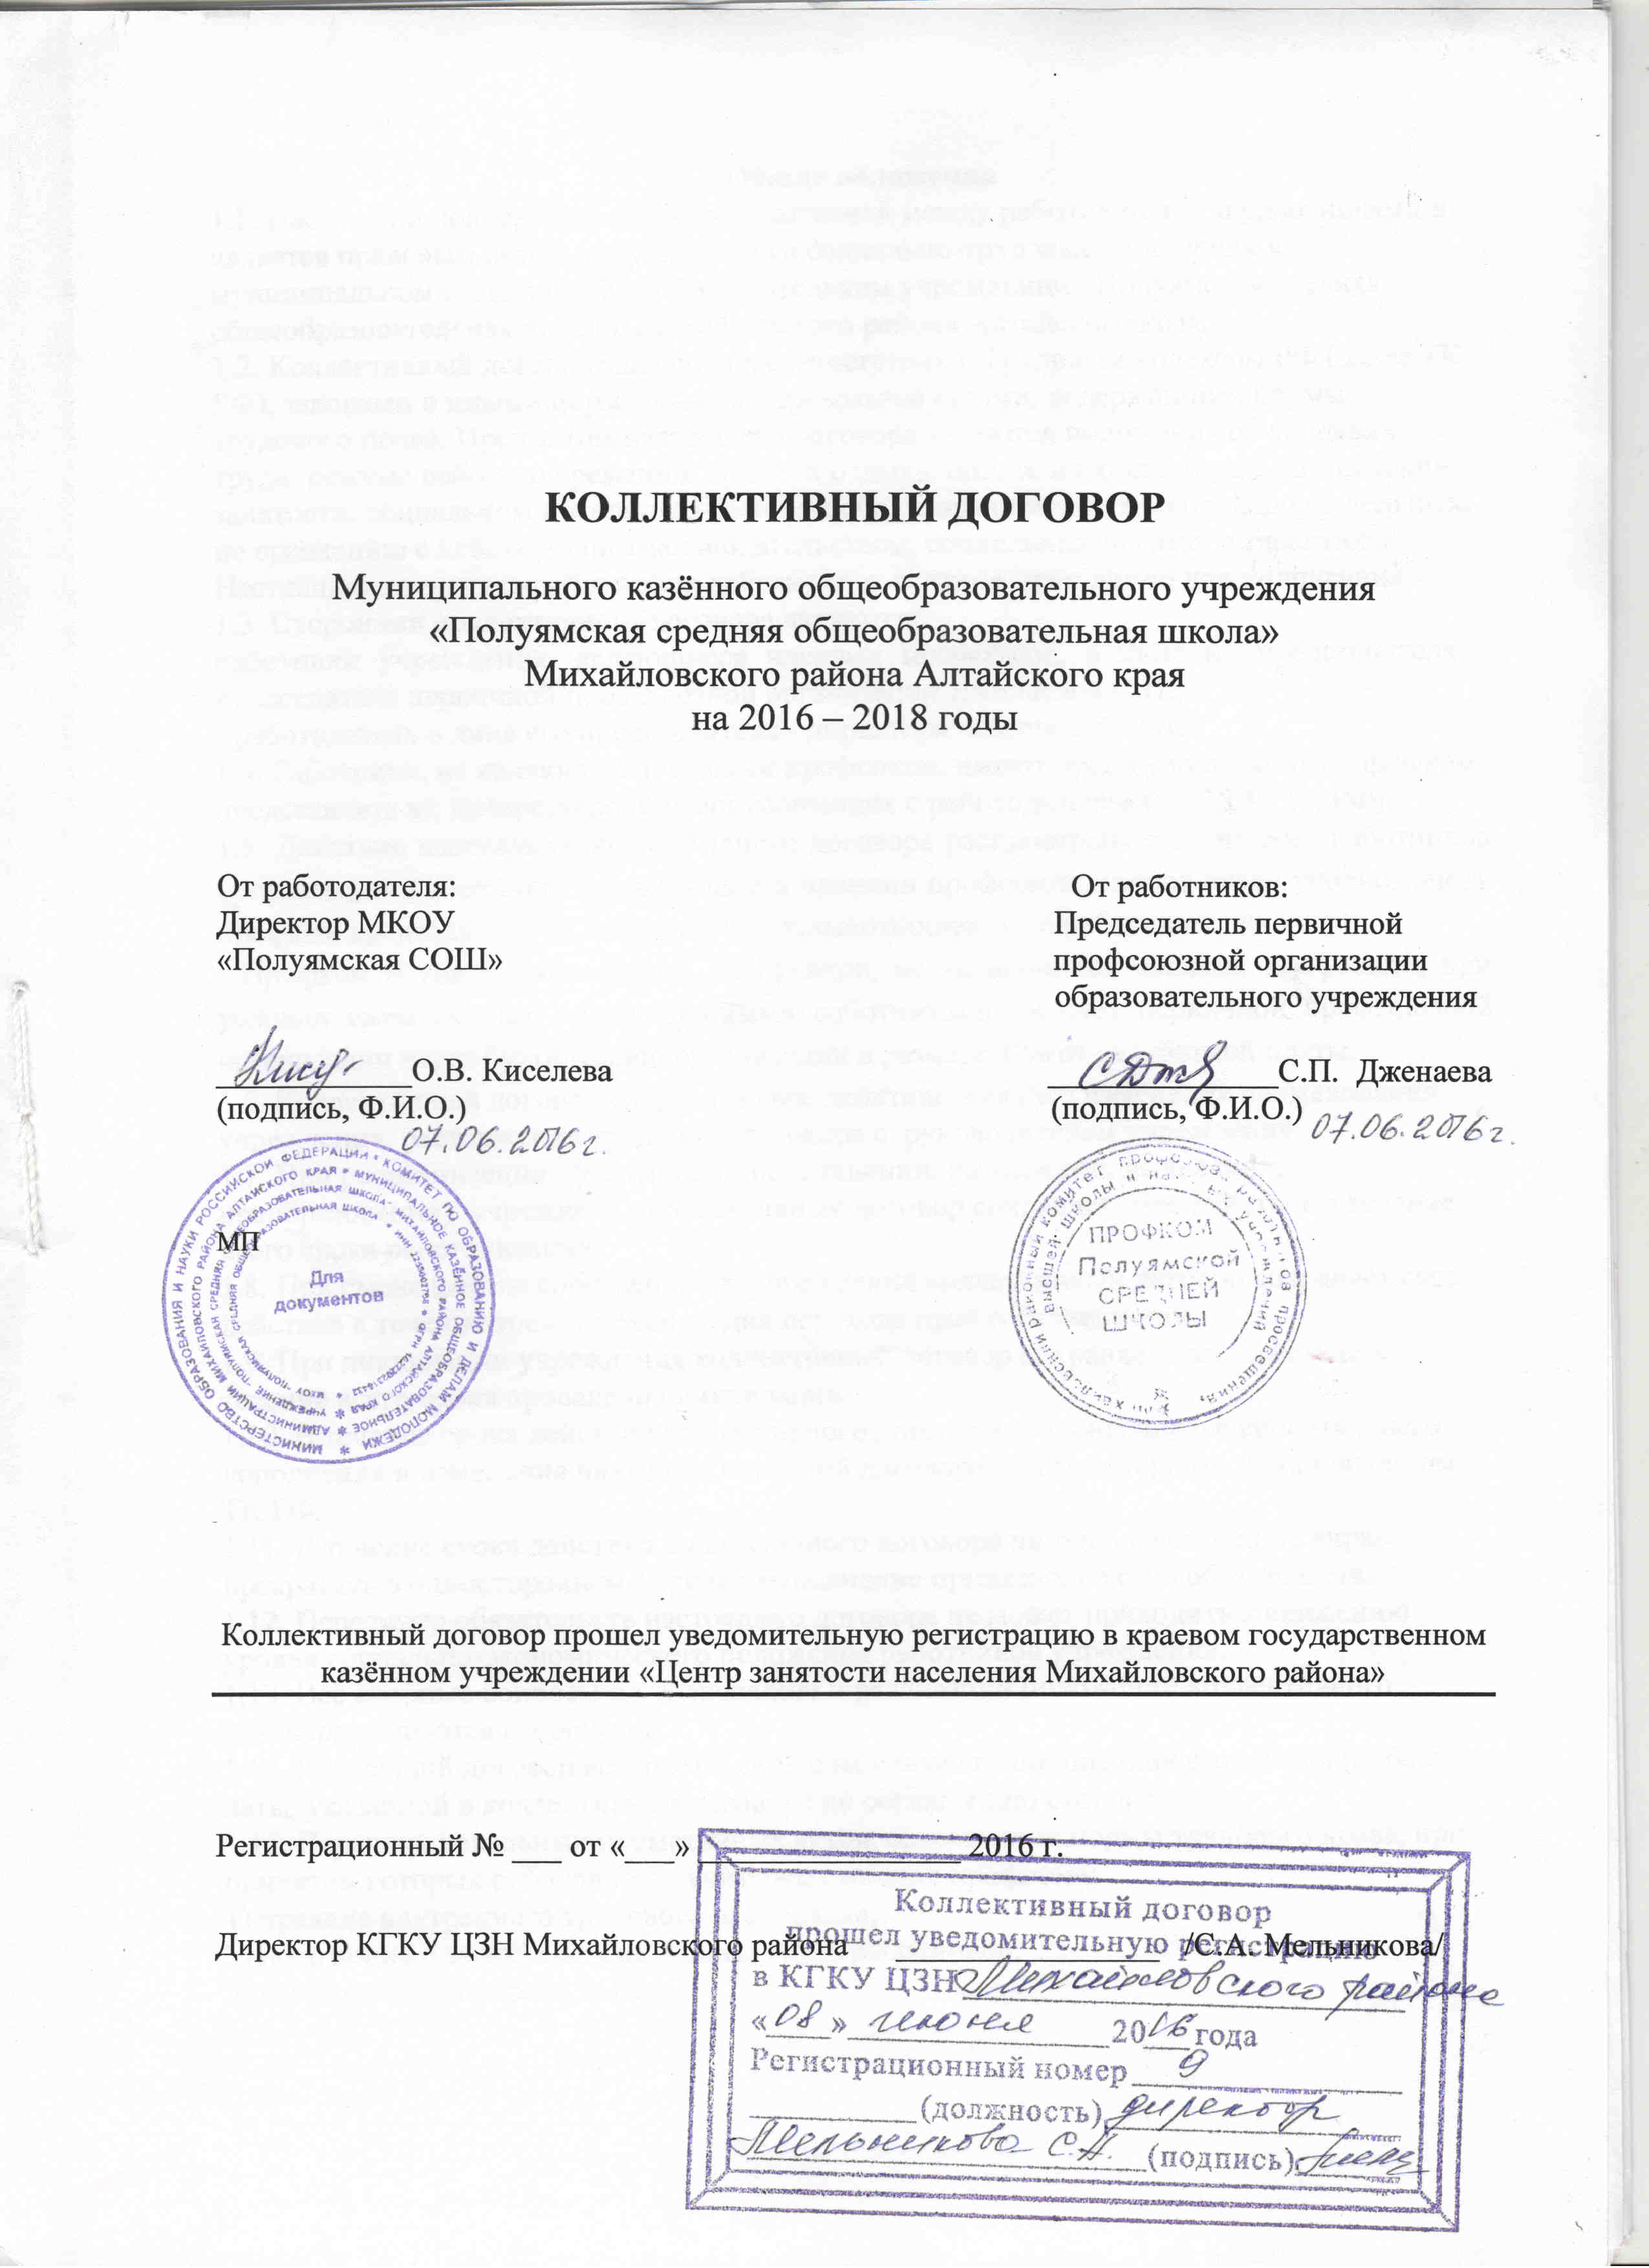 КОЛЛЕКТИВНЫЙ ДОГОВОР
Муниципального казённого общеобразовательного учреждения
«Полуямская средняя общеобразовательная школа»
Михайловского района Алтайского края
на 2016 – 2018 годы
От работодателя:
Директор МКОУ
«Полуямская СОШ»
____________О.В. Киселева
(подпись, Ф.И.О.)
07.06.2016г.
МП
Для
документов
От работников:
Председатель первичной
профсоюзной организации
образовательного учреждения
______________С.П. Дженаева
(подпись, Ф.И.О.)
07.06.2016г.
ПРОФКОМ
Полуямской
СРЕДНЕЙ
ШКОЛЫ
Коллективный договор прошел уведомительную регистрацию в краевом государственном
казённом учреждении «Центр занятости населения Михайловского района»
Регистрационный № ___ от «___» ________________ 2016 г.
Директор КГКУ ЦЗН Михайловского района ________________ /С.А. Мельникова/
Коллективный договор
прошел уведомительную регистрацию
в КГКУ ЦЗН Михайловского района
«08» июня 2016 года
Регистрационный номер 9
(должность) директор
Мельникова С.А. (подпись)